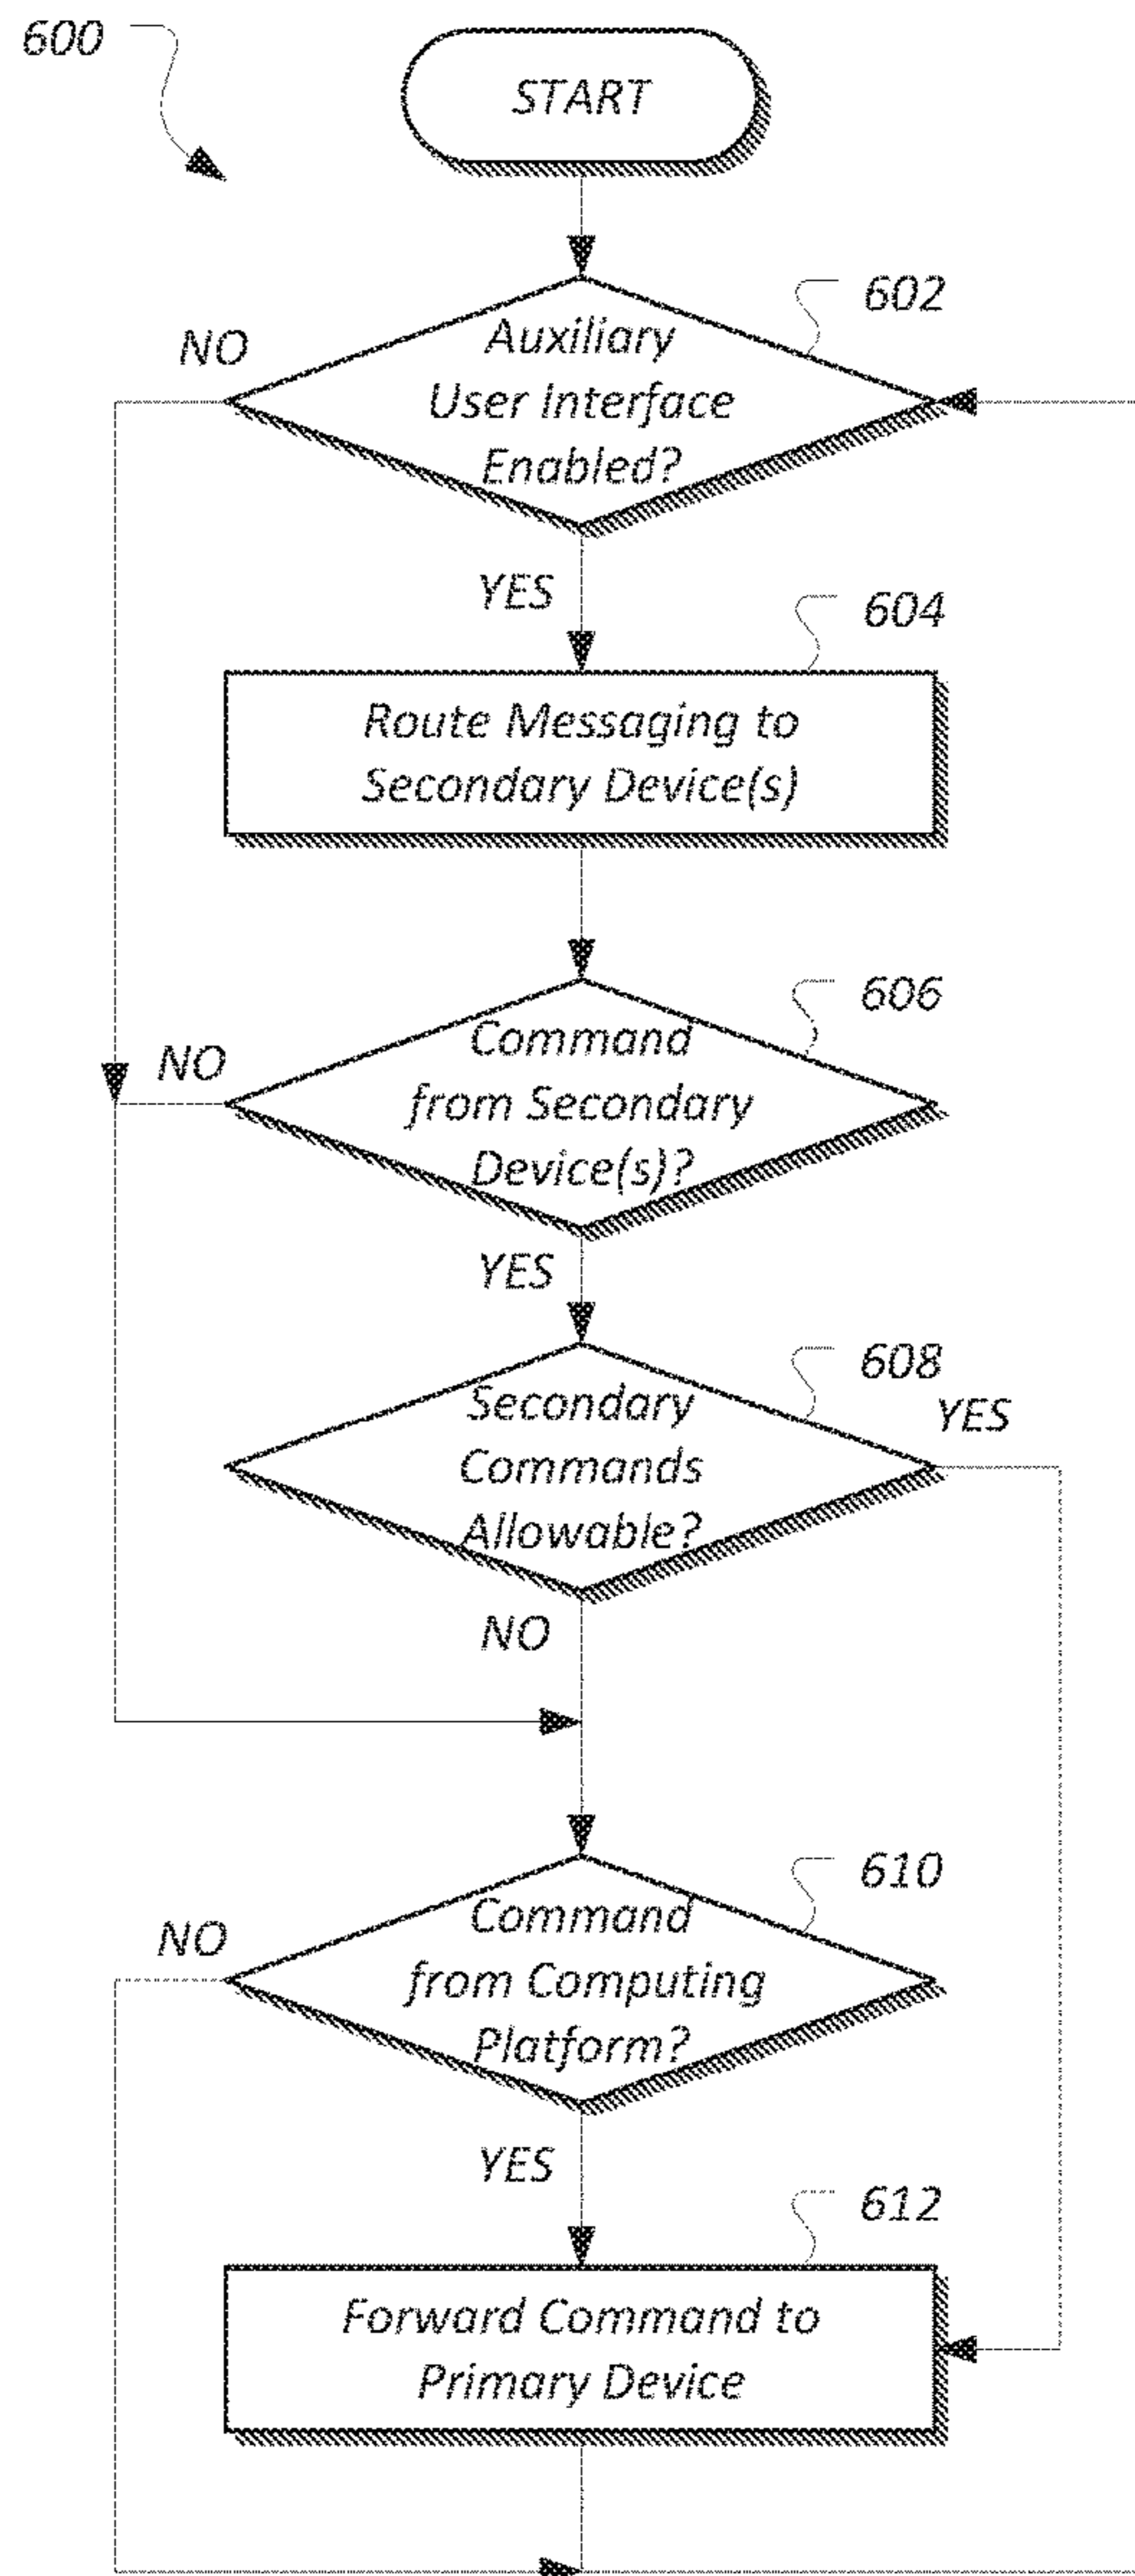 600
START
602
NO
Auxiliary
User Interface
Enabled?
YES
604
Route Messaging to
Secondary Device(s)
606
NO
Command
from Secondary
Device(s)?
YES
608
YES
Secondary
Commands
Allowable?
NO
610
NO
Command
from Computing
Platform?
YES
612
Forward Command to
Primary Device